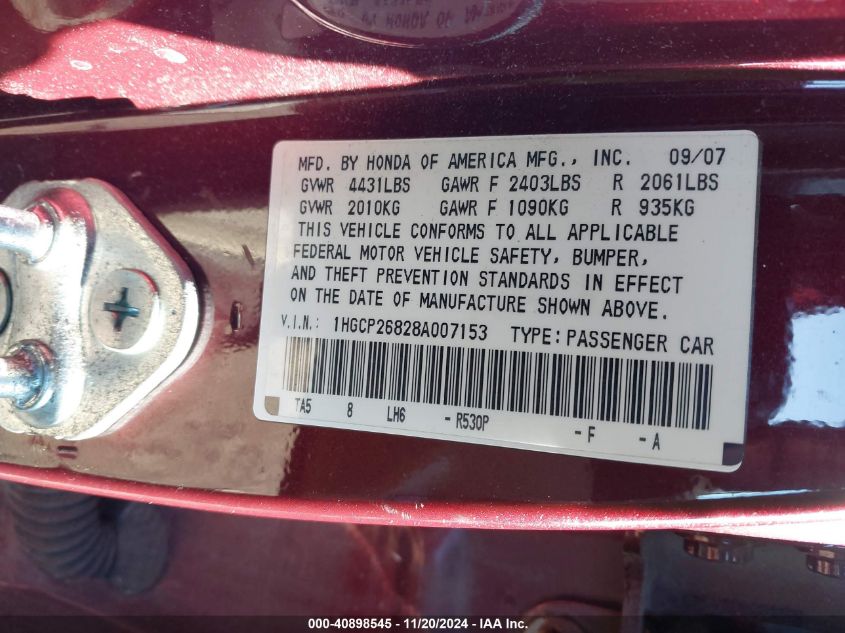 MFD. BY HONDA OF AMERICA MFG., INC. 09/07
GVWR 4431LBS GAWR F 2403LBS R 2061LBS
GVWR 2010KG GAWR F 1090KG R 935KG
THIS VEHICLE CONFORMS TO ALL APPLICABLE
FEDERAL MOTOR VEHICLE SAFETY, BUMPER,
AND THEFT PREVENTION STANDARDS IN EFFECT
ON THE DATE OF MANUFACTURE SHOWN ABOVE.
V.I.N.: 1HGCP26828A007153 TYPE: PASSENGER CAR
TA5 8 LH6 -R530P -F -A
000-40898545 - 11/20/2024 - IAA Inc.